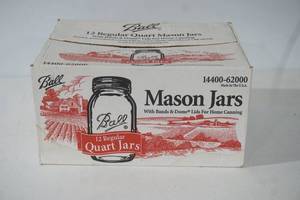 Ball
12 Regular Quart Mason Jars
Ball
14400-62000
Made in the U.S.A.
Mason Jars
With Bands & Dome® Lids For Home Canning
Ball
12 Regular
Quart Jars